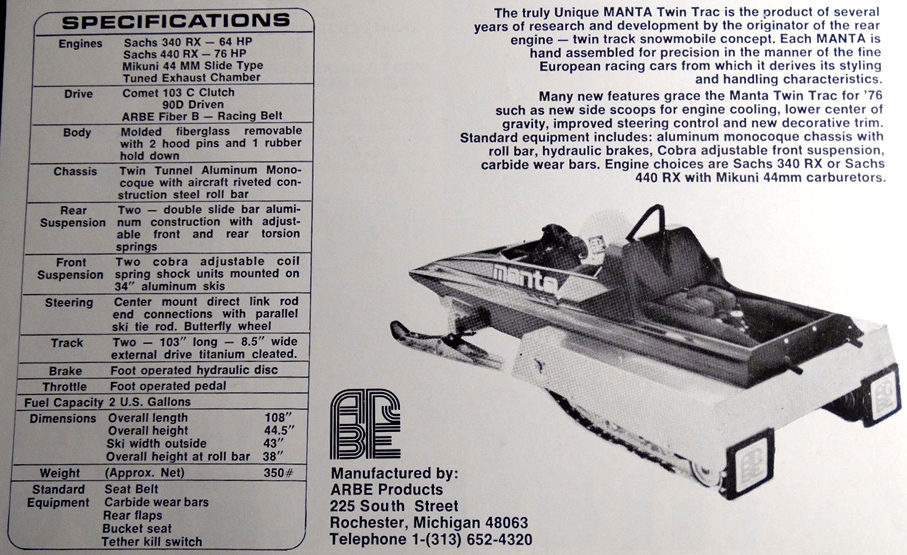 SPECIFICATIONS
Engines Sachs 340 RX — 64 HP
Sachs 440 RX — 76 HP
Mikuni 44 MM Slide Type
Tuned Exhaust Chamber
Drive Comet 103 C Clutch
90D Driven
ARBE Fiber B — Racing Belt
Body Molded fiberglass removable
with 2 hood pins and 1 rubber
hold down
Chassis Twin Tunnel Aluminum Mono-
coque with aircraft riveted con-
struction steel roll bar
Rear Suspension Two — double slide bar alumi-
num construction with adjust-
able front and rear torsion
springs
Front Suspension Two cobra adjustable coil
spring shock units mounted on
34" aluminum skis
Steering Center mount direct link rod
end connections with parallel
ski tie rod. Butterfly wheel
Track Two — 103" long — 8.5" wide
external drive titanium cleated.
Brake Foot operated hydraulic disc
Throttle Foot operated pedal
Fuel Capacity 2 U.S. Gallons
Dimensions Overall length 108"
Overall height 44.5"
Ski width outside 43"
Overall height at roll bar 38"
Weight (Approx. Net) 350#
Standard Equipment Seat Belt
Carbide wear bars
Rear flaps
Bucket seat
Tether kill switch
The truly Unique MANTA Twin Trac is the product of several
years of research and development by the originator of the rear
engine — twin track snowmobile concept. Each MANTA is
hand assembled for precision in the manner of the fine
European racing cars from which it derives its styling
and handling characteristics.
Many new features grace the Manta Twin Trac for '76
such as new side scoops for engine cooling, lower center of
gravity, improved steering control and new decorative trim.
Standard equipment includes: aluminum monocoque chassis with
roll bar, hydraulic brakes, Cobra adjustable front suspension,
carbide wear bars. Engine choices are Sachs 340 RX or Sachs
440 RX with Mikuni 44mm carburetors.
manta
ARBE
Manufactured by:
ARBE Products
225 South Street
Rochester, Michigan 48063
Telephone 1-(313) 652-4320